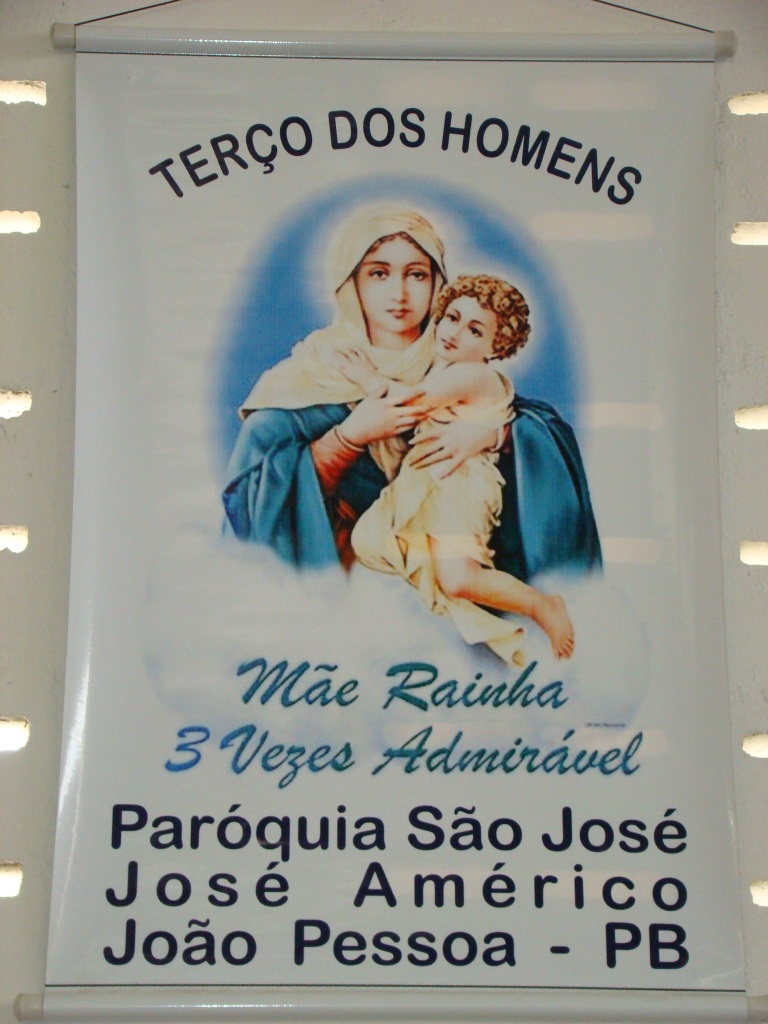 TERÇO DOS HOMENS
Mãe Rainha
3 Vezes Admirável
Paróquia São José
José Américo
João Pessoa - PB